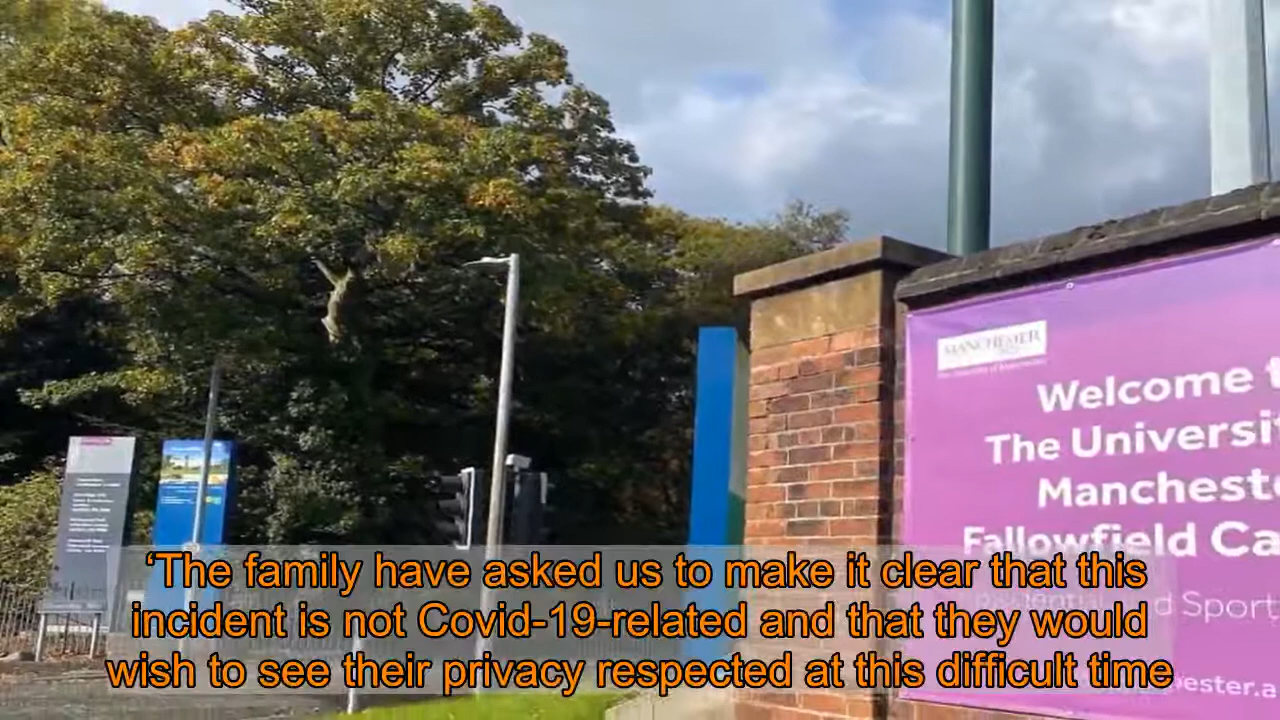 MANCHESTER
Welcome t
The Universi
Manchest
Fallowfield Ca
d Sport
ester.a
‘The family have asked us to make it clear that this
incident is not Covid-19-related and that they would
wish to see their privacy respected at this difficult time